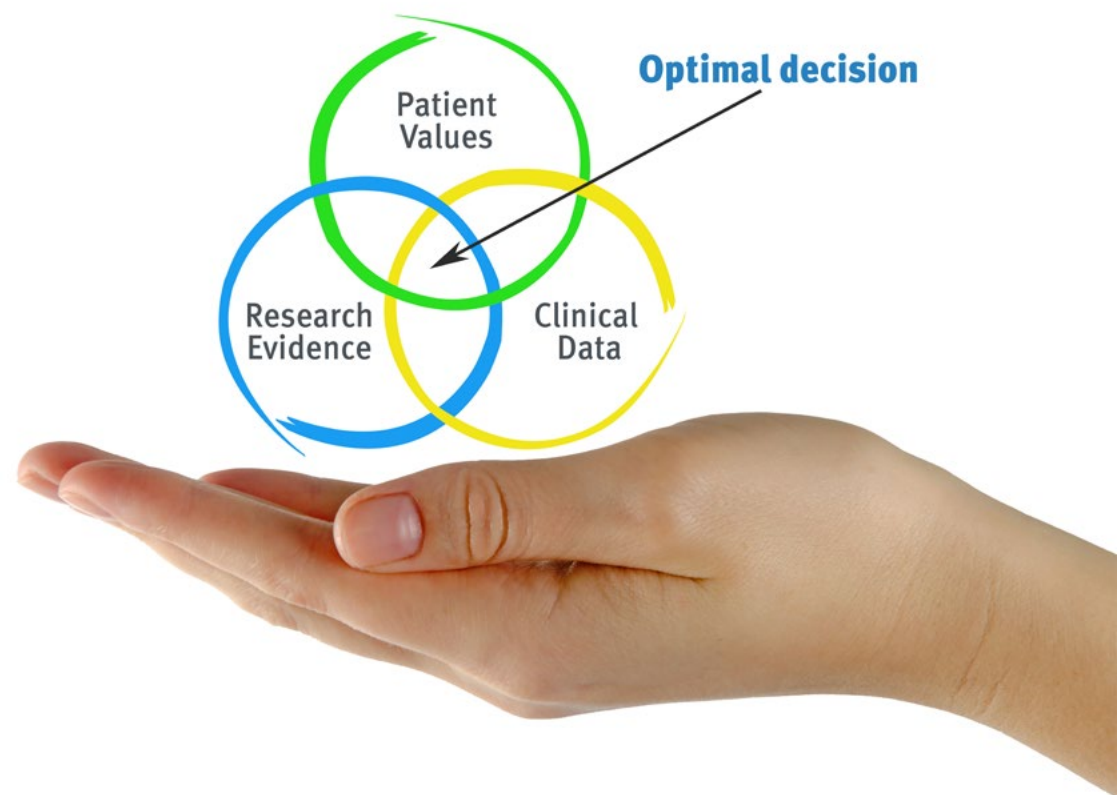 Optimal decision
Patient
Values
Research
Evidence
Clinical
Data